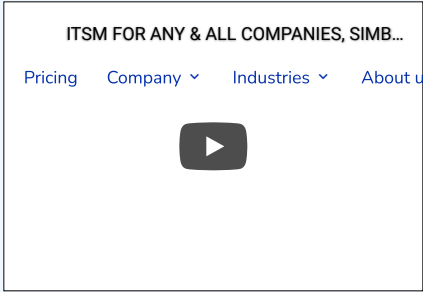 ITSM FOR ANY & ALL COMPANIES, SIMB...
Pricing Company Industries About u